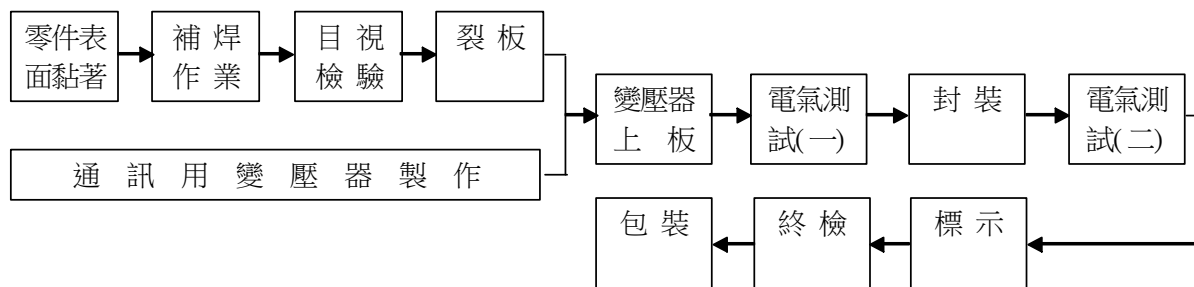 零件表
面黏著
補焊
作業
目視
檢驗
裂板
通訊用變壓器製作
變壓器
上板
電氣測
試(一)
封裝
電氣測
試(二)
標示
終檢
包裝